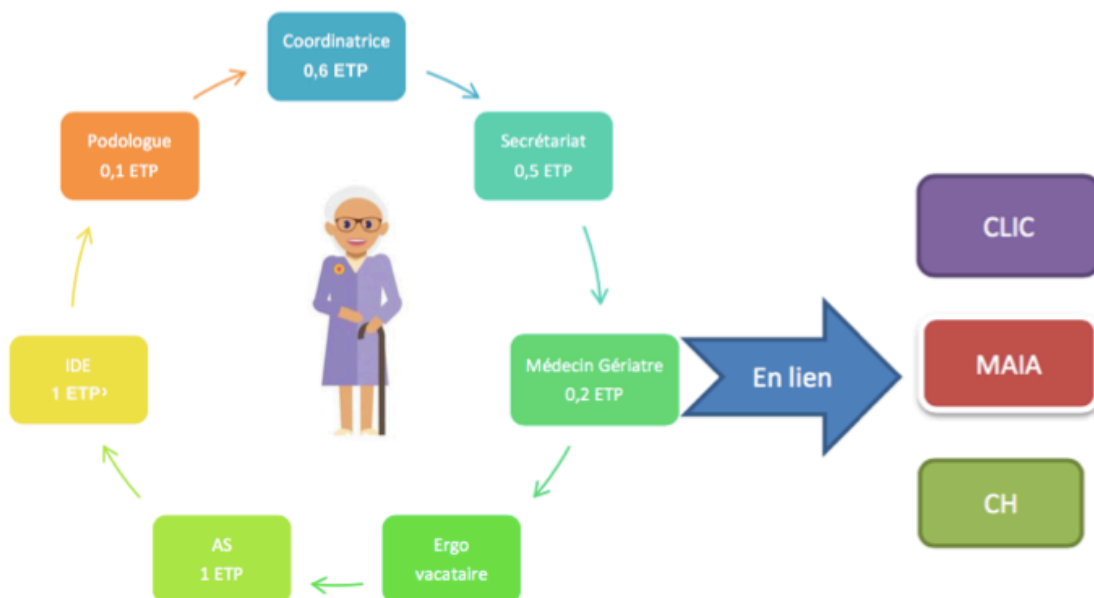 Coordinatrice
0,6 ETP
Secrétariat
0,5 ETP
Médecin Gériatre
0,2 ETP
Ergo
vacataire
AS
1 ETP
IDE
1 ETP›
Podologue
0,1 ETP
En lien
CLIC
MAIA
CH